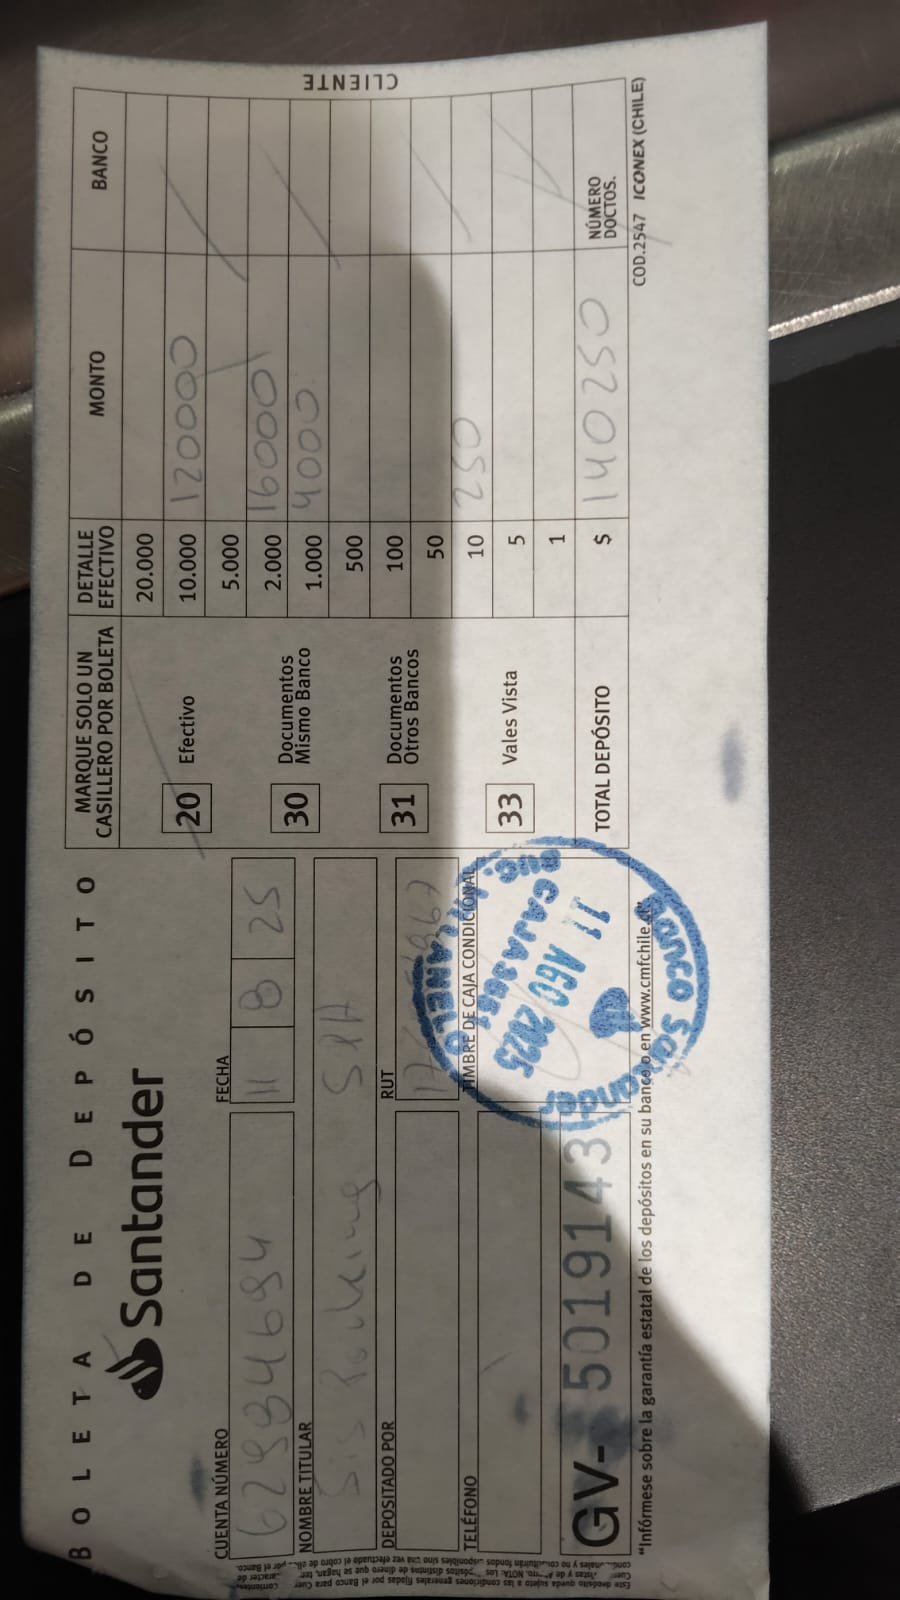 BOLETA DE DEPÓSITO
Santander
CUENTA NÚMERO
FECHA
11 8 25
NOMBRE TITULAR
Sis Parking SPA
DEPOSITADO POR
RUT
TELÉFONO
TIMBRE DE CAJA CONDICIONAL
GV- 5019143
Banco Santander
11 AGO 2025
MARQUE SOLO UN CASILLERO POR BOLETA
20 Efectivo
30 Documentos Mismo Banco
31 Documentos Otros Bancos
33 Vales Vista
DETALLE EFECTIVO MONTO BANCO
20.000
10.000 120000
5.000
2.000 16000
1.000 4000
500
100
50
10 250
5
1
TOTAL DEPÓSITO $ 140250 NÚMERO DOCTOS.
CLIENTE
"Infórmese sobre la garantía estatal de los depósitos en su banco o en www.cmfchile.cl"
COD.2547 ICONEX (CHILE)